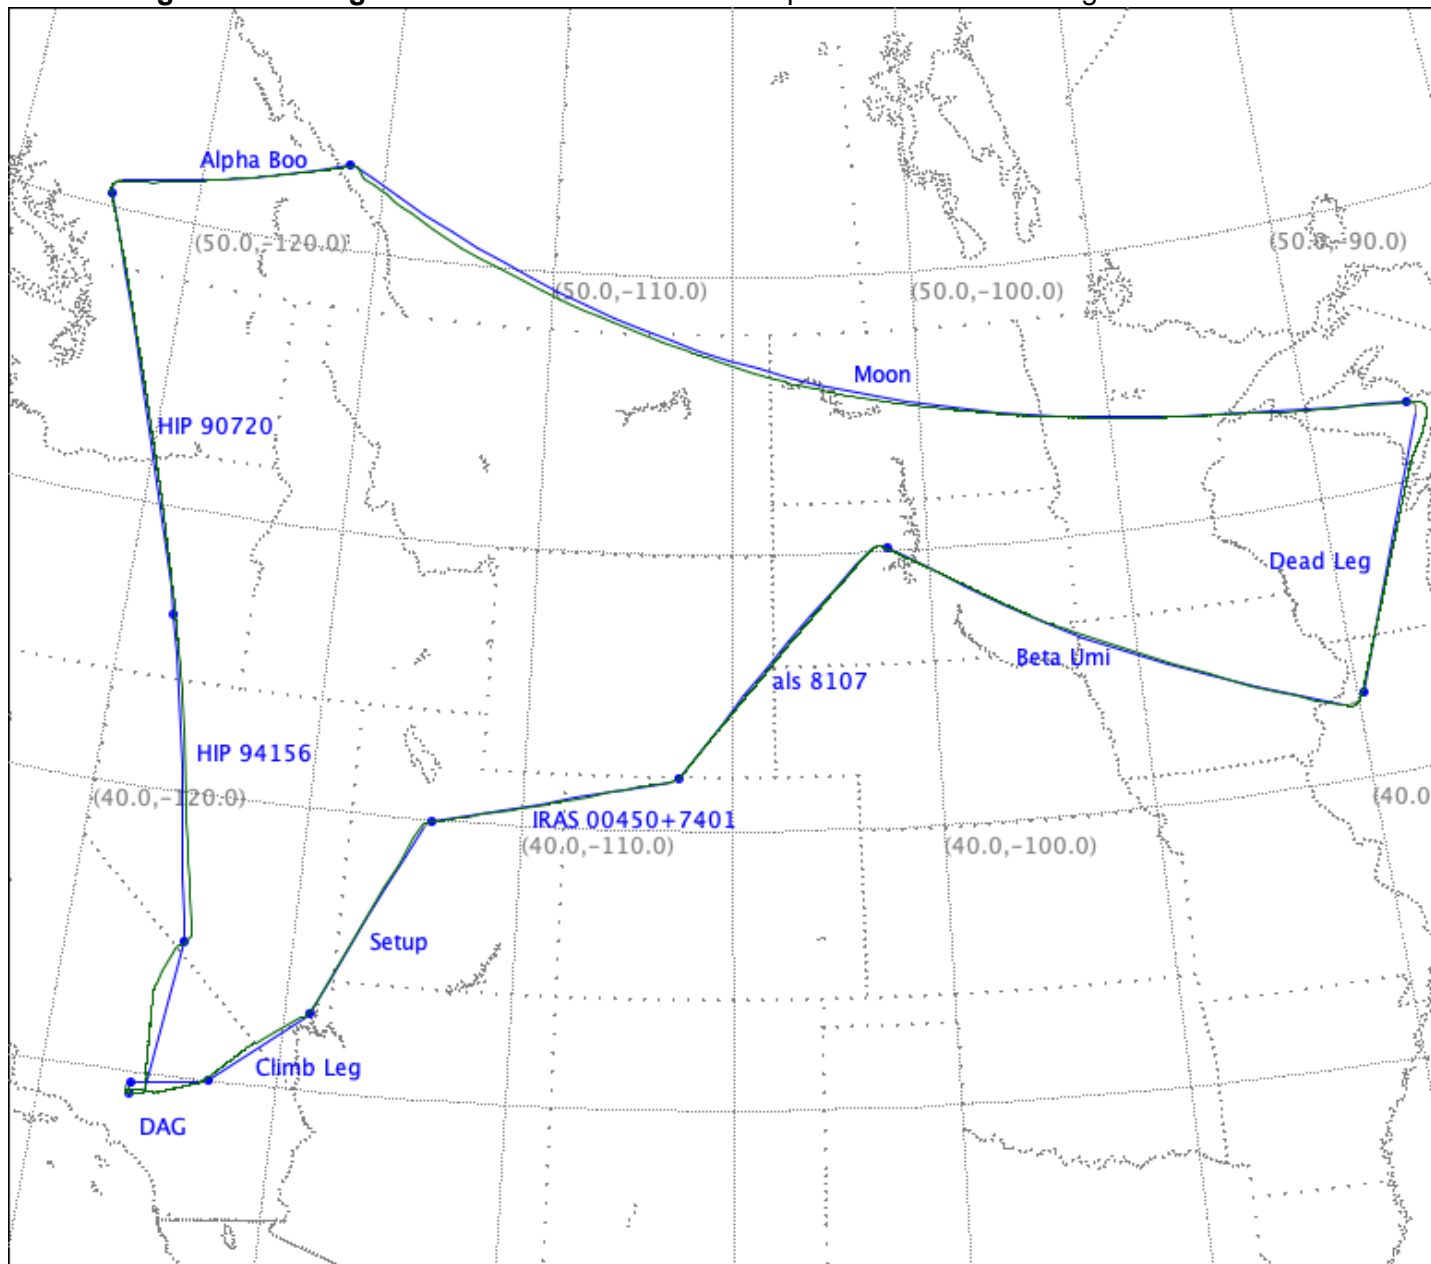 Alpha Boo
(50.0,-120.0)
(50.0,-90.0)
(50.0,-110.0)
(50.0,-100.0)
Moon
HIP 90720
Dead Leg
Beta Umi
als 8107
HIP 94156
(40.0,-120.0)
(40.0
IRAS 00450+7401
(40.0,-110.0)
(40.0,-100.0)
Setup
Climb Leg
DAG